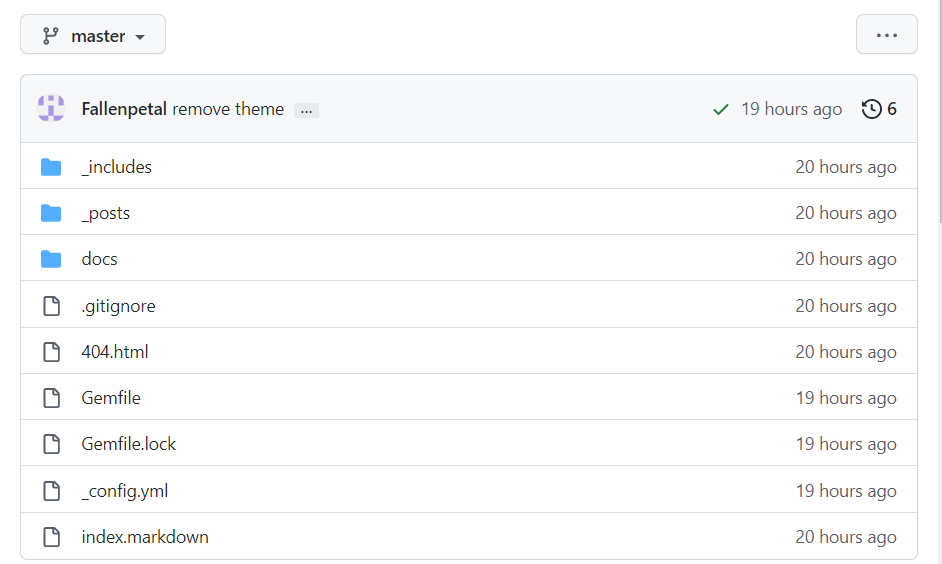 master
...
Fallenpetal remove theme ... 19 hours ago 6
_includes 20 hours ago
_posts 20 hours ago
docs 20 hours ago
.gitignore 20 hours ago
404.html 20 hours ago
Gemfile 19 hours ago
Gemfile.lock 19 hours ago
_config.yml 19 hours ago
index.markdown 20 hours ago